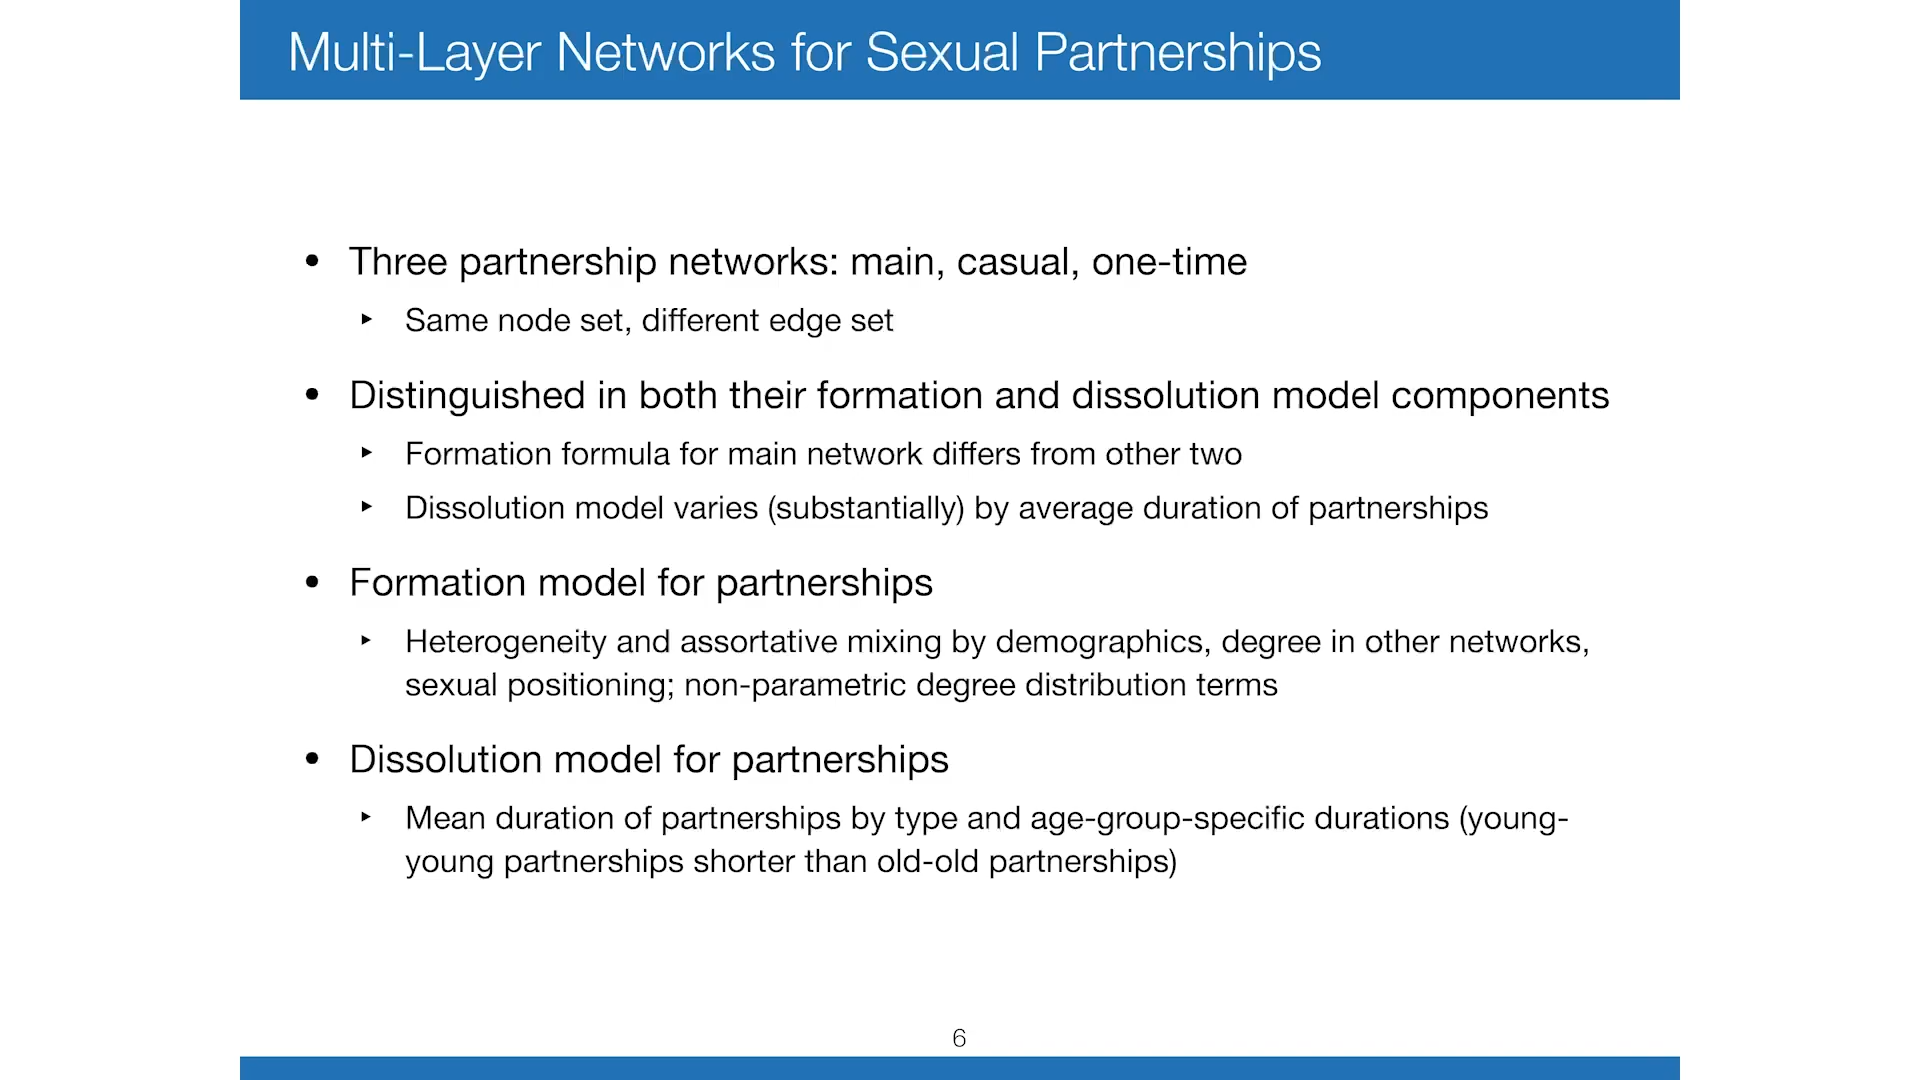 Multi-Layer Networks for Sexual Partnerships
• Three partnership networks: main, casual, one-time
‣ Same node set, different edge set
• Distinguished in both their formation and dissolution model components
‣ Formation formula for main network differs from other two
‣ Dissolution model varies (substantially) by average duration of partnerships
• Formation model for partnerships
‣ Heterogeneity and assortative mixing by demographics, degree in other networks,
sexual positioning; non-parametric degree distribution terms
• Dissolution model for partnerships
‣ Mean duration of partnerships by type and age-group-specific durations (young-
young partnerships shorter than old-old partnerships)
6